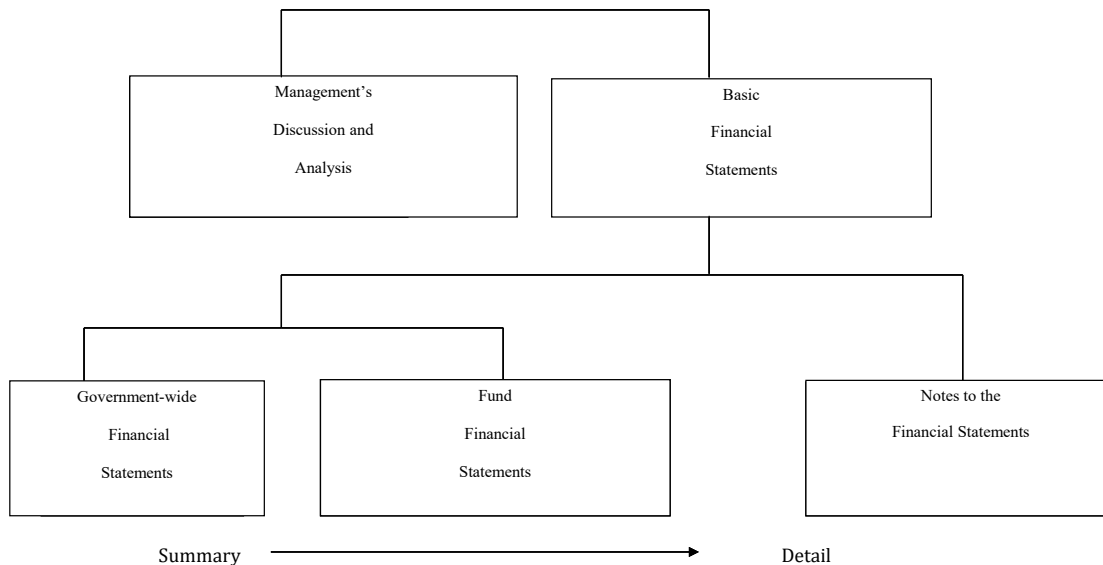 Management’s
Discussion and
Analysis
Basic
Financial
Statements
Government-wide
Financial
Statements
Fund
Financial
Statements
Notes to the
Financial Statements
Summary
Detail